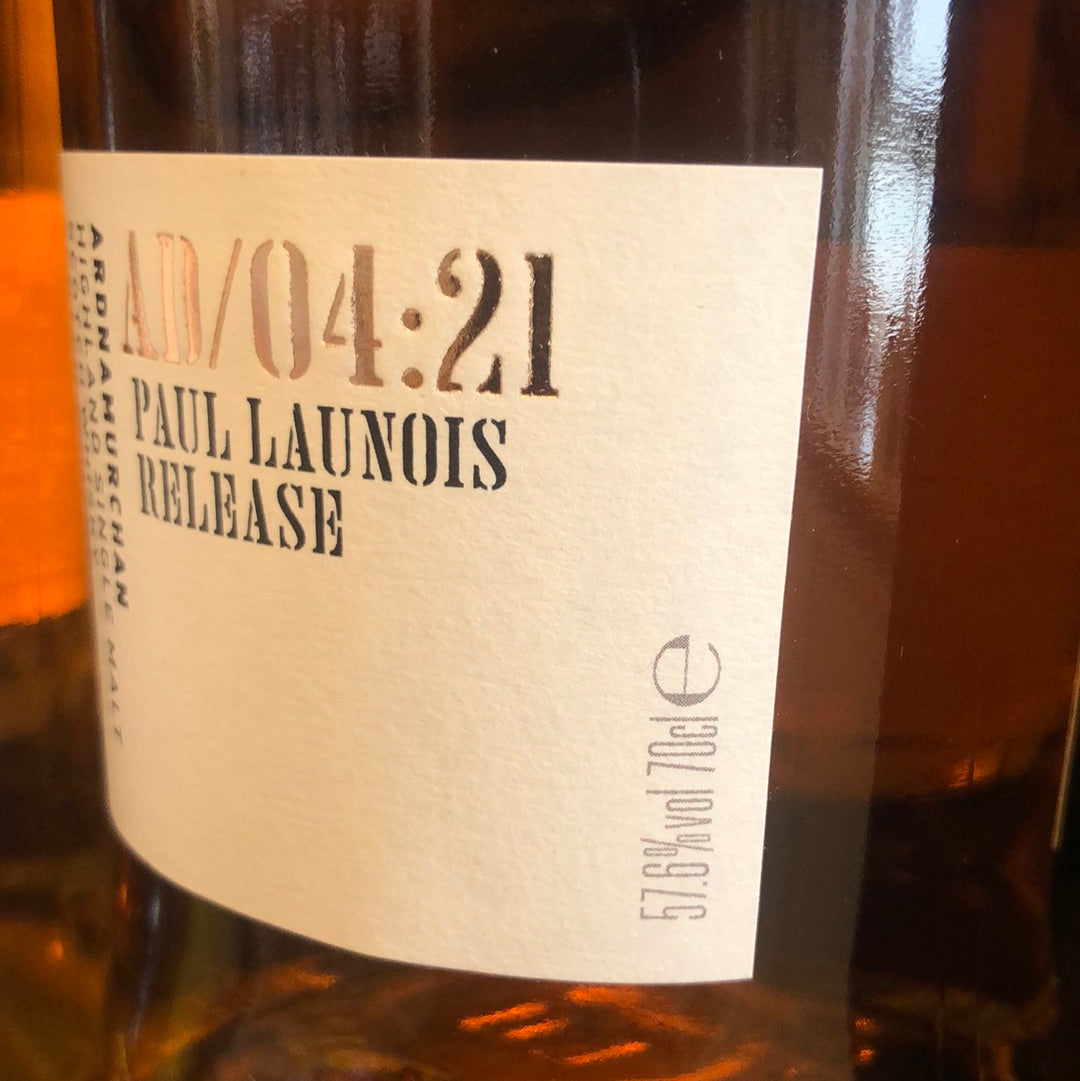 AD/04:21
PAUL LAUNOIS
RELEASE
ARDNAMURCHAN
HIGHLAND SINGLE MALT
57.6%vol 70cl e